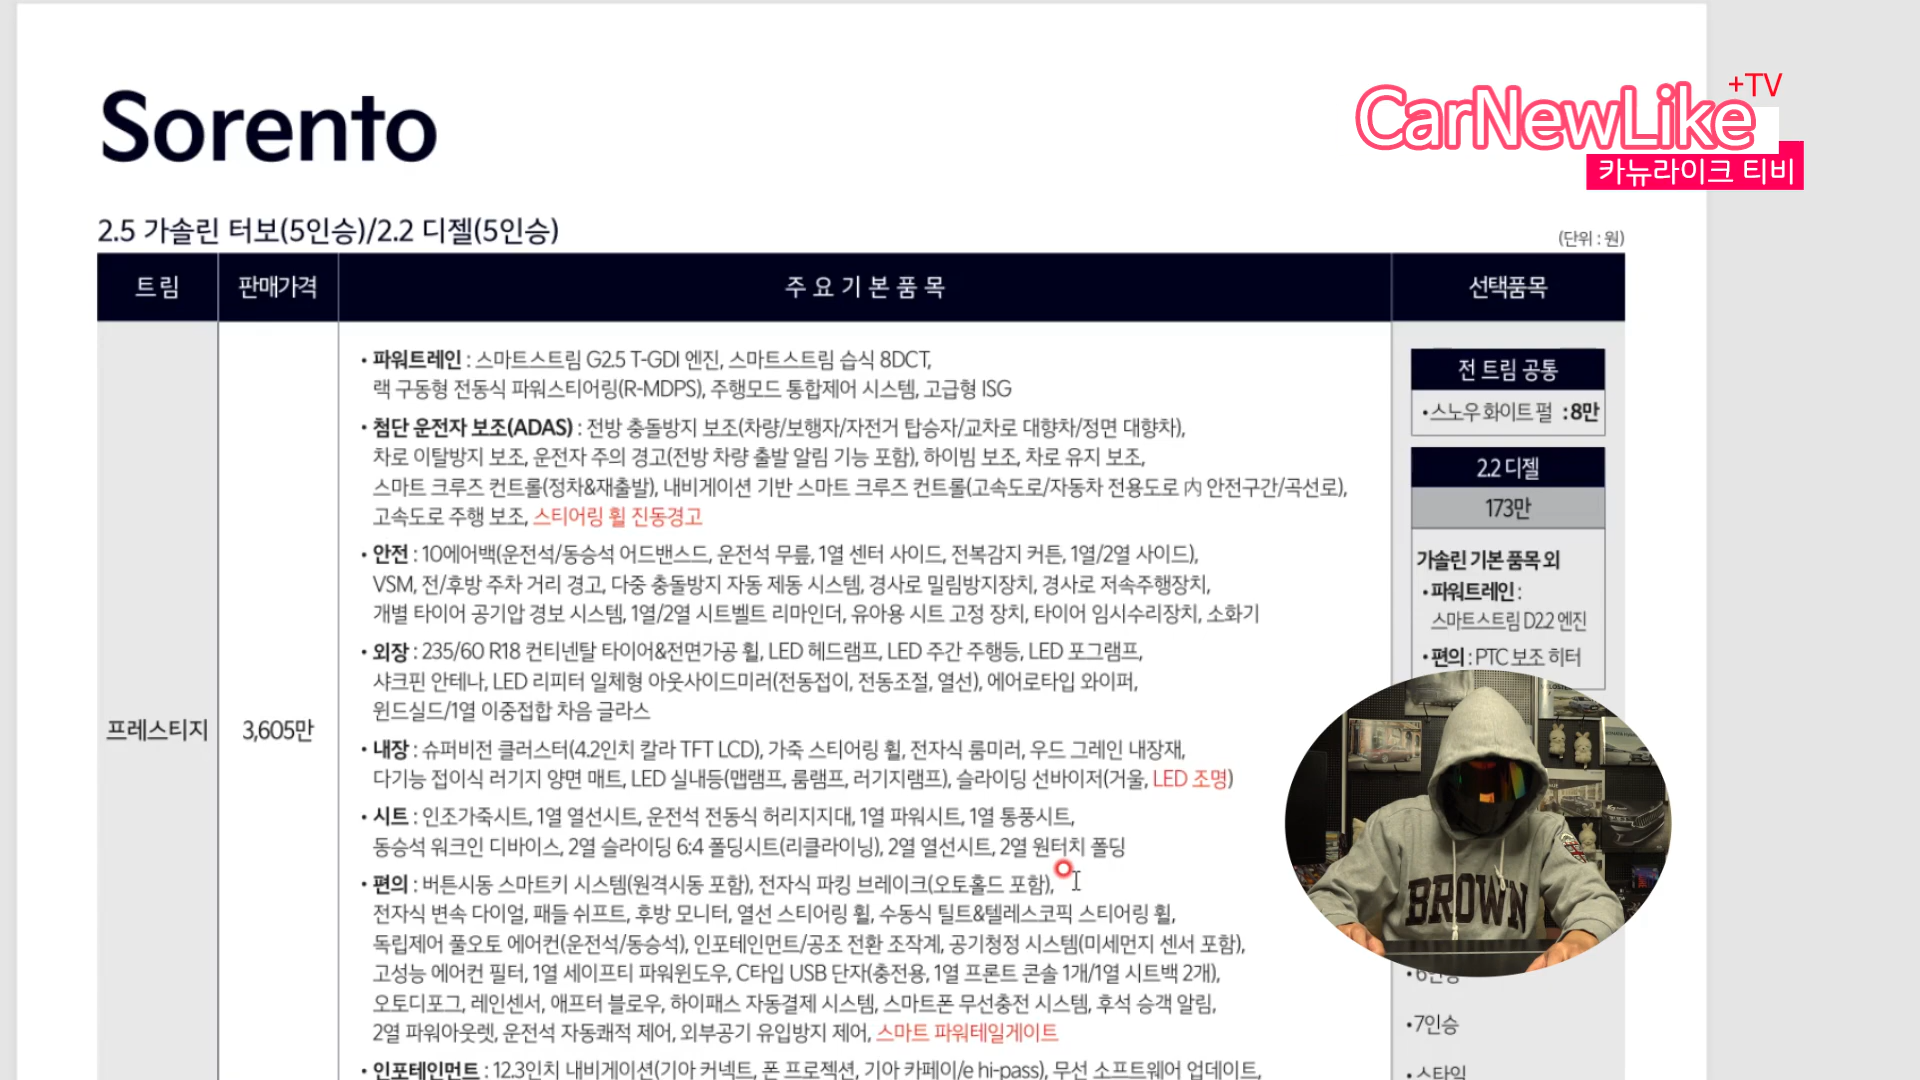 Sorento
+TV
CarNewLike
카뉴라이크 티비
2.5 가솔린 터보(5인승)/2.2 디젤(5인승)
(단위 : 원)
트림 판매가격 주요기본품목 선택품목
프레스티지
3,605만
• 파워트레인 : 스마트스트림 G2.5 T-GDI 엔진, 스마트스트림 습식 8DCT,
랙 구동형 전동식 파워스티어링(R-MDPS), 주행모드 통합제어 시스템, 고급형 ISG
• 첨단 운전자 보조(ADAS) : 전방 충돌방지 보조(차량/보행자/자전거 탑승자/교차로 대향차/정면 대향차),
차로 이탈방지 보조, 운전자 주의 경고(전방 차량 출발 알림 기능 포함), 하이빔 보조, 차로 유지 보조,
스마트 크루즈 컨트롤(정차&재출발), 내비게이션 기반 스마트 크루즈 컨트롤(고속도로/자동차 전용도로 內 안전구간/곡선로),
고속도로 주행 보조, 스티어링 휠 진동경고
• 안전 : 10에어백(운전석/동승석 어드밴스드, 운전석 무릎, 1열 센터 사이드, 전복감지 커튼, 1열/2열 사이드),
VSM, 전/후방 주차 거리 경고, 다중 충돌방지 자동 제동 시스템, 경사로 밀림방지장치, 경사로 저속주행장치,
개별 타이어 공기압 경보 시스템, 1열/2열 시트벨트 리마인더, 유아용 시트 고정 장치, 타이어 임시수리장치, 소화기
• 외장 : 235/60 R18 컨티넨탈 타이어&전면가공 휠, LED 헤드램프, LED 주간 주행등, LED 포그램프,
샤크핀 안테나, LED 리피터 일체형 아웃사이드미러(전동접이, 전동조절, 열선), 에어로타입 와이퍼,
윈드실드/1열 이중접합 차음 글라스
• 내장 : 슈퍼비전 클러스터(4.2인치 칼라 TFT LCD), 가죽 스티어링 휠, 전자식 룸미러, 우드 그레인 내장재,
다기능 접이식 러기지 양면 매트, LED 실내등(맵램프, 룸램프, 러기지램프), 슬라이딩 선바이저(거울, LED 조명)
• 시트 : 인조가죽시트, 1열 열선시트, 운전석 전동식 허리지지대, 1열 파워시트, 1열 통풍시트,
동승석 워크인 디바이스, 2열 슬라이딩 6:4 폴딩시트(리클라이닝), 2열 열선시트, 2열 원터치 폴딩
• 편의 : 버튼시동 스마트키 시스템(원격시동 포함), 전자식 파킹 브레이크(오토홀드 포함),
전자식 변속 다이얼, 패들 쉬프트, 후방 모니터, 열선 스티어링 휠, 수동식 틸트&텔레스코픽 스티어링 휠,
독립제어 풀오토 에어컨(운전석/동승석), 인포테인먼트/공조 전환 조작계, 공기청정 시스템(미세먼지 센서 포함),
고성능 에어컨 필터, 1열 세이프티 파워윈도우, C타입 USB 단자(충전용, 1열 프론트 콘솔 1개/1열 시트백 2개),
오토디포그, 레인센서, 애프터 블로우, 하이패스 자동결제 시스템, 스마트폰 무선충전 시스템, 후석 승객 알림,
2열 파워아웃렛, 운전석 자동쾌적 제어, 외부공기 유입방지 제어, 스마트 파워테일게이트
• 인포테인먼트 : 12.3인치 내비게이션(기아 커넥트, 폰 프로젝션, 기아 카페이/e hi-pass), 무선 소프트웨어 업데이트,
전 트림 공통
• 스노우 화이트 펄 : 8만
2.2 디젤
173만
가솔린 기본 품목 외
• 파워트레인 :
스마트스트림 D2.2 엔진
• 편의 : PTC 보조 히터
BROWN
• 6인승
• 7인승
• 스타일